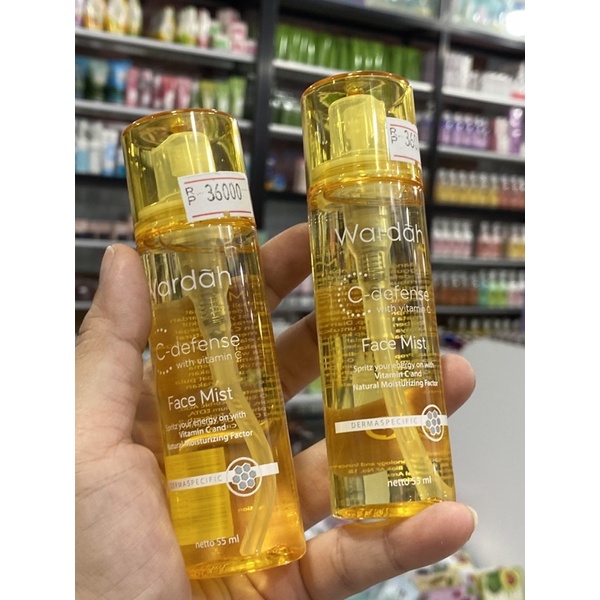 RP 36000
Wardah
C-defense
with vitamin C
Face Mist
Spritz your energy on with
Vitamin C and
Natural Moisturizing Factor
DERMASPECIFIC
netto 55 ml
RP 36
Wardah
C-defense
with vitamin C
Face Mist
Spritz your energy on with
Vitamin C and
Natural Moisturizing Factor
DERMASPECIFIC
netto 55 ml